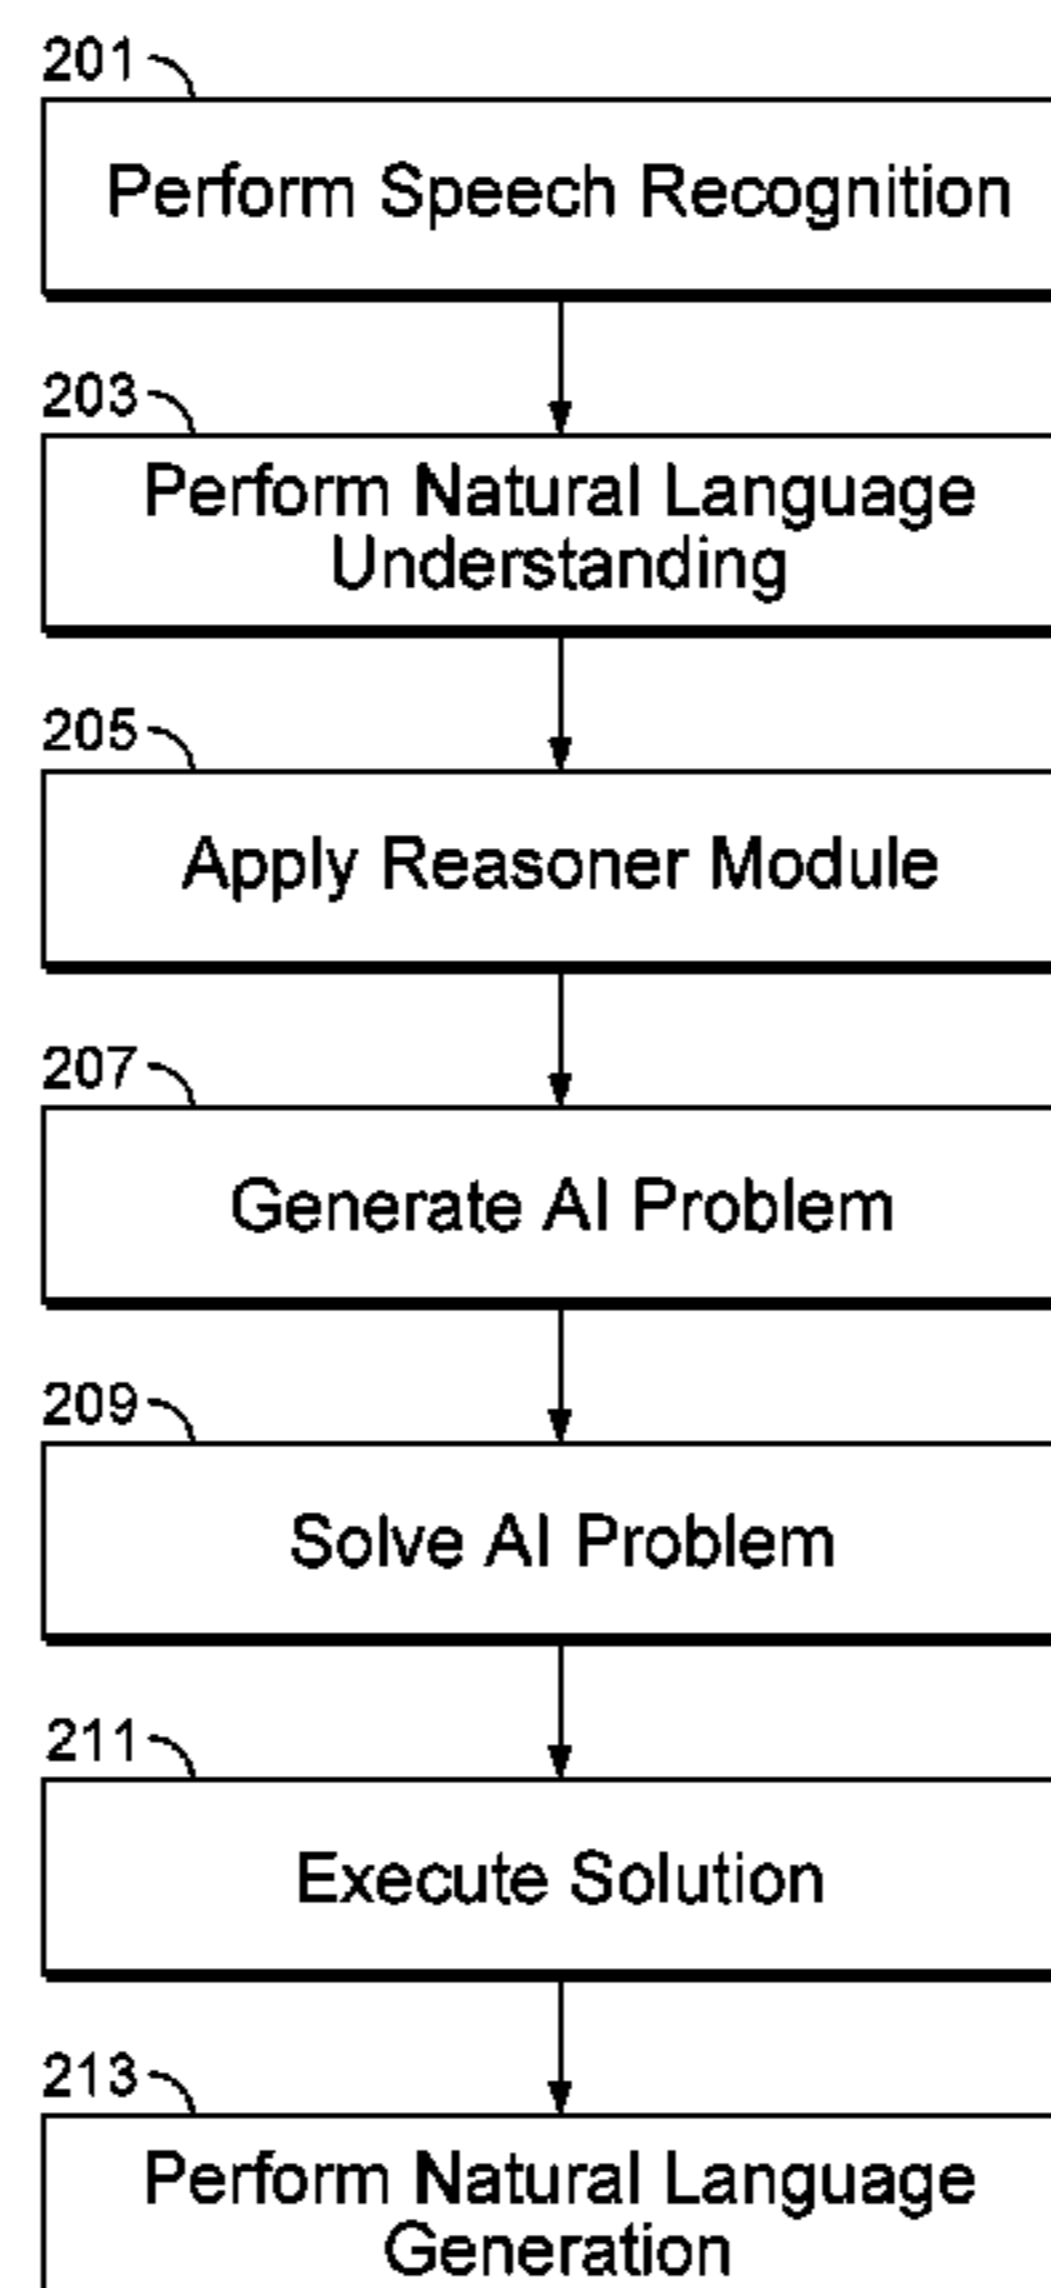 201
Perform Speech Recognition
203
Perform Natural Language
Understanding
205
Apply Reasoner Module
207
Generate AI Problem
209
Solve AI Problem
211
Execute Solution
213
Perform Natural Language
Generation